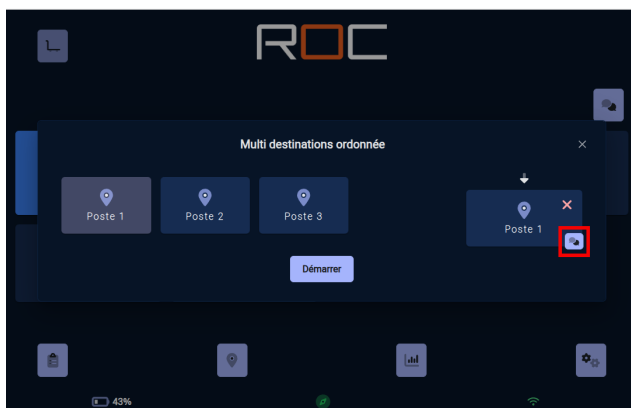 ROC
Multi destinations ordonnée
Poste 1
Poste 2
Poste 3
Poste 1
Démarrer
43%